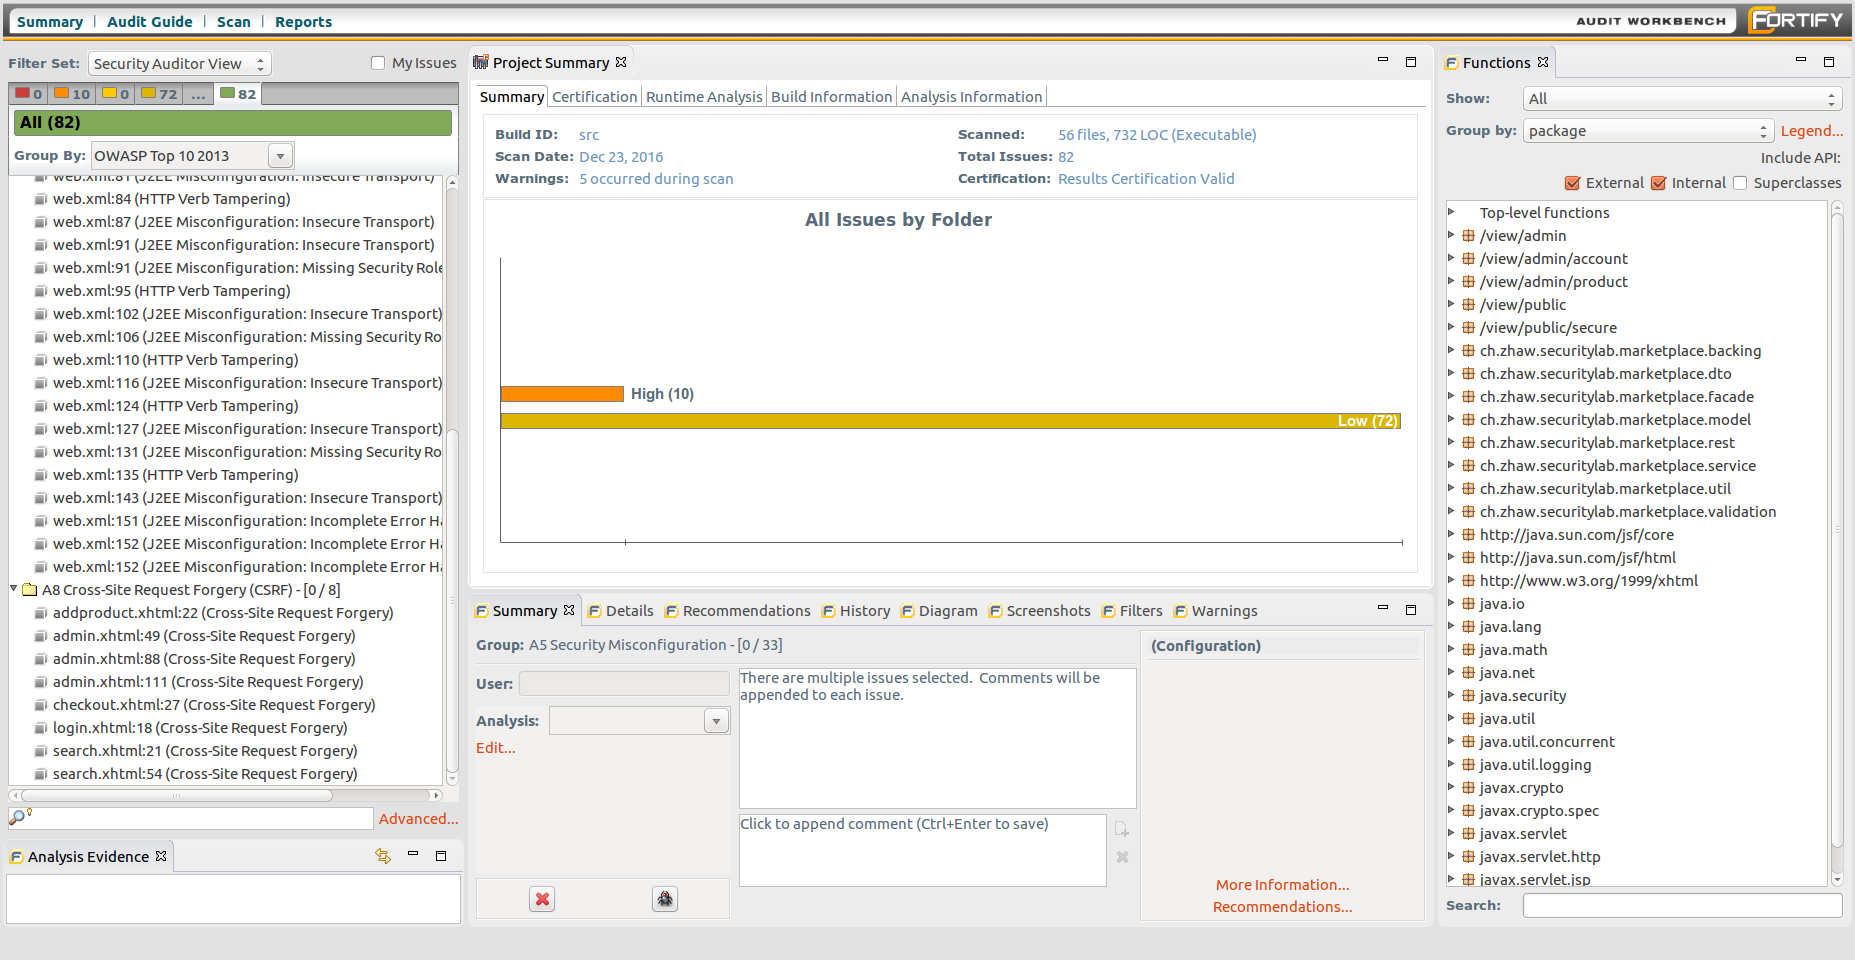 Summary | Audit Guide | Scan | Reports
AUDIT WORKBENCH FORTIFY
Filter Set: Security Auditor View
My Issues
0 10 0 72 ... 82
All (82)
Group By: OWASP Top 10 2013
web.xml:81 (J2EE Misconfiguration: Insecure Transport)
web.xml:84 (HTTP Verb Tampering)
web.xml:87 (J2EE Misconfiguration: Insecure Transport)
web.xml:91 (J2EE Misconfiguration: Insecure Transport)
web.xml:91 (J2EE Misconfiguration: Missing Security Role
web.xml:95 (HTTP Verb Tampering)
web.xml:102 (J2EE Misconfiguration: Insecure Transport)
web.xml:106 (J2EE Misconfiguration: Missing Security Ro
web.xml:110 (HTTP Verb Tampering)
web.xml:116 (J2EE Misconfiguration: Insecure Transport)
web.xml:124 (HTTP Verb Tampering)
web.xml:127 (J2EE Misconfiguration: Insecure Transport)
web.xml:131 (J2EE Misconfiguration: Missing Security Ro
web.xml:135 (HTTP Verb Tampering)
web.xml:143 (J2EE Misconfiguration: Insecure Transport)
web.xml:151 (J2EE Misconfiguration: Incomplete Error Ha
web.xml:152 (J2EE Misconfiguration: Incomplete Error Ha
web.xml:152 (J2EE Misconfiguration: Incomplete Error Ha
A8 Cross-Site Request Forgery (CSRF) - [0 / 8]
addproduct.xhtml:22 (Cross-Site Request Forgery)
admin.xhtml:49 (Cross-Site Request Forgery)
admin.xhtml:88 (Cross-Site Request Forgery)
admin.xhtml:111 (Cross-Site Request Forgery)
checkout.xhtml:27 (Cross-Site Request Forgery)
login.xhtml:18 (Cross-Site Request Forgery)
search.xhtml:21 (Cross-Site Request Forgery)
search.xhtml:54 (Cross-Site Request Forgery)
Advanced...
Analysis Evidence
Project Summary
Summary Certification Runtime Analysis Build Information Analysis Information
Build ID: src
Scan Date: Dec 23, 2016
Warnings: 5 occurred during scan
Scanned: 56 files, 732 LOC (Executable)
Total Issues: 82
Certification: Results Certification Valid
All Issues by Folder
High (10)
Low (72)
Summary Details Recommendations History Diagram Screenshots Filters Warnings
Group: A5 Security Misconfiguration - [0 / 33]
User:
Analysis:
Edit...
There are multiple issues selected. Comments will be
appended to each issue.
Click to append comment (Ctrl+Enter to save)
(Configuration)
More Information...
Recommendations...
Functions
Show: All
Group by: package Legend...
Include API:
External Internal Superclasses
Top-level functions
/view/admin
/view/admin/account
/view/admin/product
/view/public
/view/public/secure
ch.zhaw.securitylab.marketplace.backing
ch.zhaw.securitylab.marketplace.dto
ch.zhaw.securitylab.marketplace.facade
ch.zhaw.securitylab.marketplace.model
ch.zhaw.securitylab.marketplace.rest
ch.zhaw.securitylab.marketplace.service
ch.zhaw.securitylab.marketplace.util
ch.zhaw.securitylab.marketplace.validation
http://java.sun.com/jsf/core
http://java.sun.com/jsf/html
http://www.w3.org/1999/xhtml
java.io
java.lang
java.math
java.net
java.security
java.util
java.util.concurrent
java.util.logging
javax.crypto
javax.crypto.spec
javax.servlet
javax.servlet.http
javax.servlet.jsp
Search: